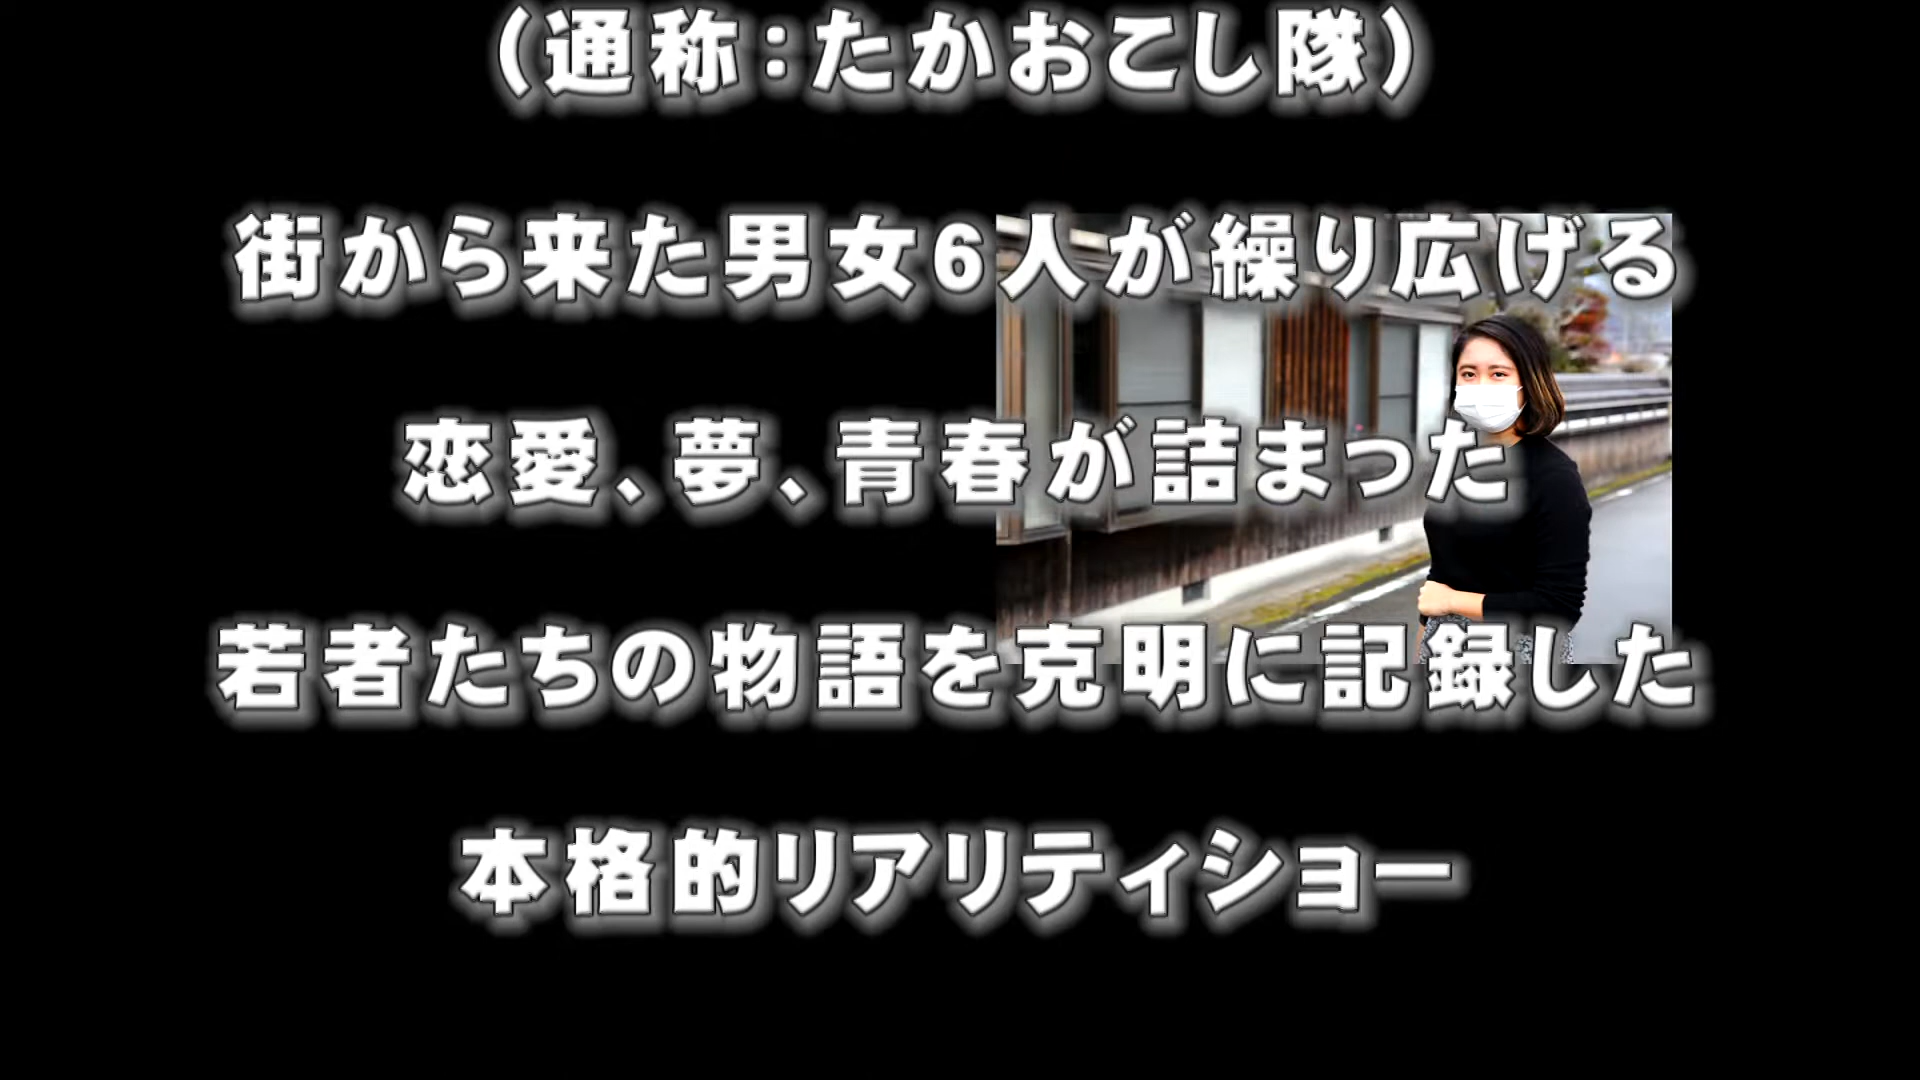 （通称：たかおこし隊）
街から来た男女6人が繰り広げる
恋愛、夢、青春が詰まった
若者たちの物語を克明に記録した
本格的リアリティショー